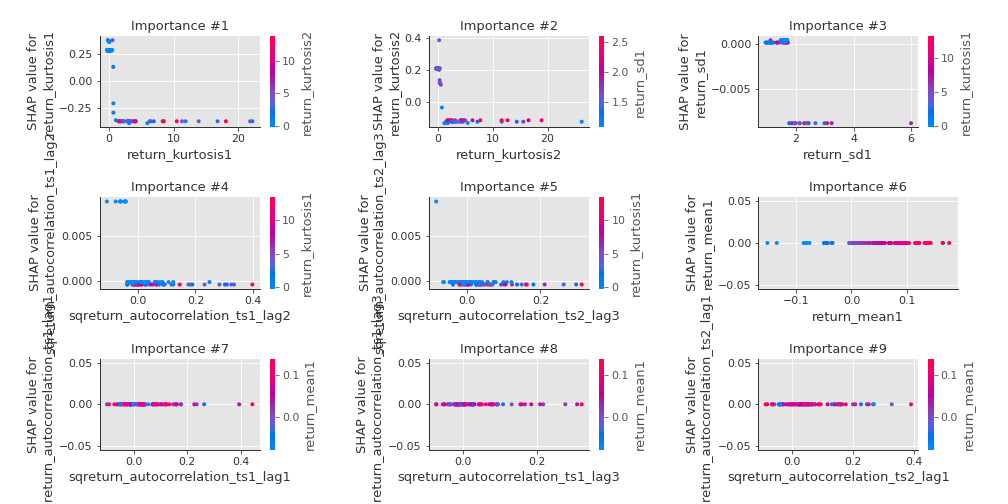 Importance #1
SHAP value for
return_kurtosis1
0.25
0.00
−0.25
0
10
20
return_kurtosis1
10
5
0
return_kurtosis2
Importance #2
SHAP value for
return_kurtosis2
0.4
0.2
0.0
0
10
20
return_kurtosis2
2.5
2.0
1.5
return_sd1
Importance #3
SHAP value for
return_sd1
0.000
−0.005
2
4
6
return_sd1
10
5
0
return_kurtosis1
Importance #4
SHAP value for
sqreturn_autocorrelation_ts1_lag2
0.005
0.000
0.0
0.2
0.4
sqreturn_autocorrelation_ts1_lag2
10
5
0
return_kurtosis1
Importance #5
SHAP value for
sqreturn_autocorrelation_ts2_lag3
0.005
0.000
0.0
0.2
sqreturn_autocorrelation_ts2_lag3
10
5
0
return_kurtosis1
Importance #6
SHAP value for
return_mean1
0.05
0.00
−0.05
−0.1
0.0
0.1
return_mean1
Importance #7
SHAP value for
sqreturn_autocorrelation_ts1_lag1
0.05
0.00
−0.05
0.0
0.2
0.4
sqreturn_autocorrelation_ts1_lag1
0.1
0.0
return_mean1
Importance #8
SHAP value for
sqreturn_autocorrelation_ts1_lag3
0.05
0.00
−0.05
0.0
0.2
sqreturn_autocorrelation_ts1_lag3
0.1
0.0
return_mean1
Importance #9
SHAP value for
sqreturn_autocorrelation_ts2_lag1
0.05
0.00
−0.05
0.0
0.2
0.4
sqreturn_autocorrelation_ts2_lag1
0.1
0.0
return_mean1